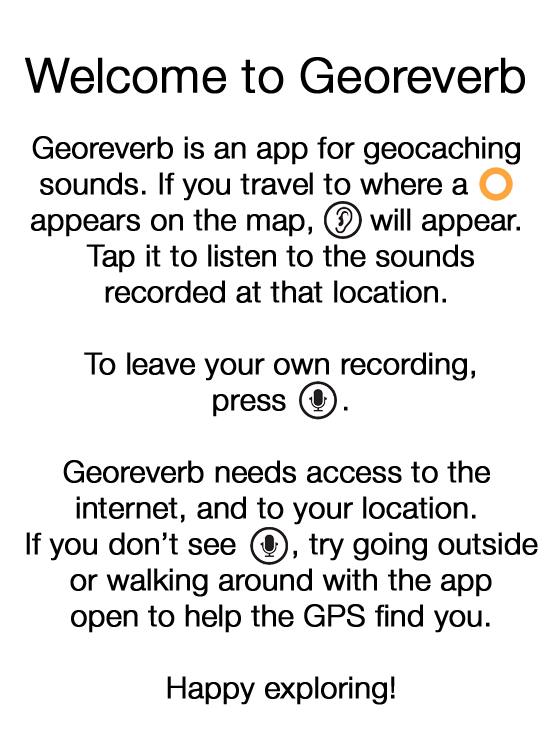 Welcome to Georeverb
Georeverb is an app for geocaching
sounds. If you travel to where a
appears on the map, will appear.
Tap it to listen to the sounds
recorded at that location.
To leave your own recording,
press .
Georeverb needs access to the
internet, and to your location.
If you don’t see , try going outside
or walking around with the app
open to help the GPS find you.
Happy exploring!